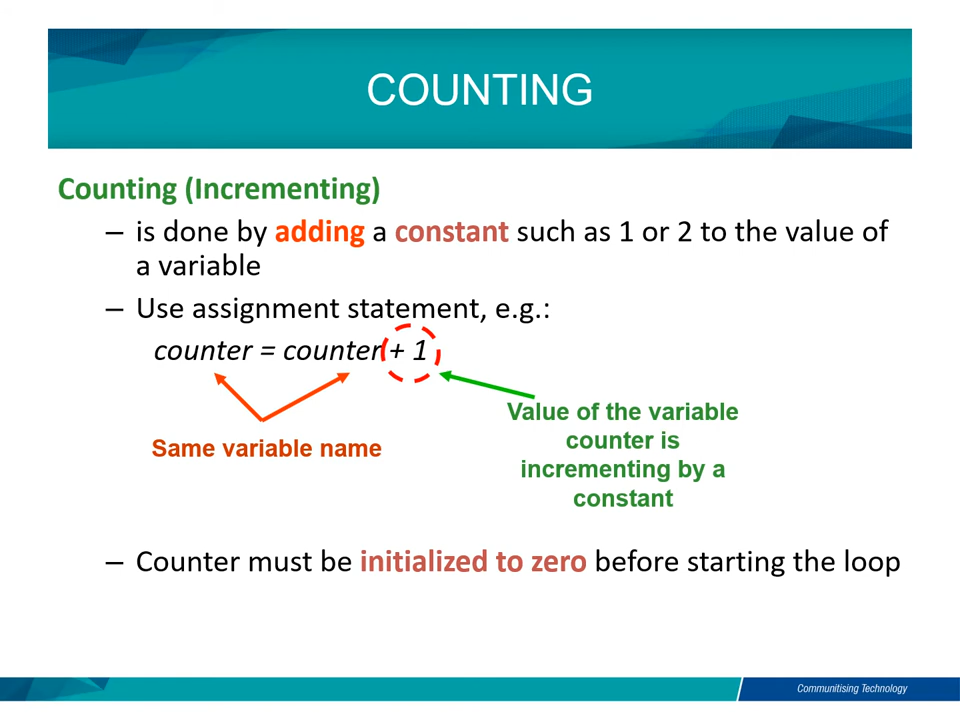 COUNTING
Counting (Incrementing)
– is done by adding a constant such as 1 or 2 to the value of
a variable
– Use assignment statement, e.g.:
counter = counter + 1
Same variable name
Value of the variable
counter is
incrementing by a
constant
– Counter must be initialized to zero before starting the loop
Communitising Technology